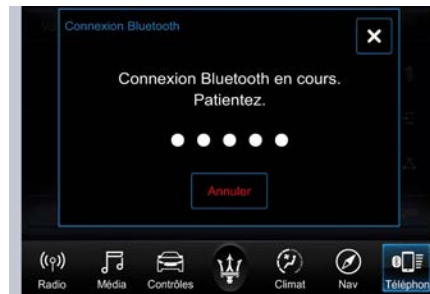 Connexion Bluetooth
Connexion Bluetooth en cours.
Patientez.
Annuler
Radio Média Contrôles Climat Nav Téléphon